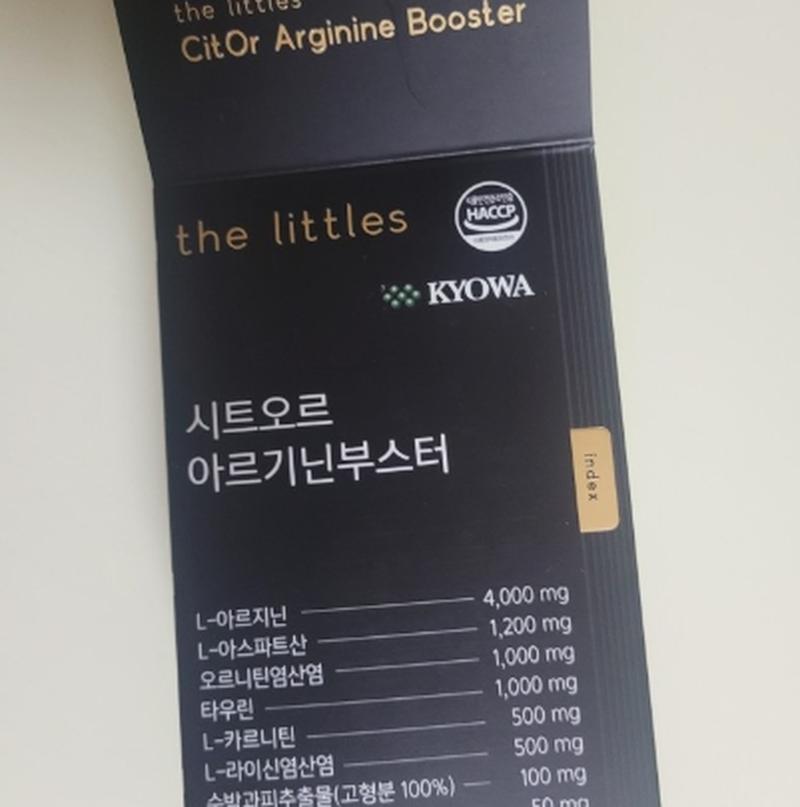 the littles
CitOr Arginine Booster
the littles
HACCP
KYOWA
시트오르
아르기닌부스터
index
L-아르지닌 4,000 mg
L-아스파트산 1,200 mg
오르니틴염산염 1,000 mg
타우린 1,000 mg
L-카르니틴 500 mg
L-라이신염산염 500 mg
수박과피추출물(고형분 100%) 100 mg
50 mg